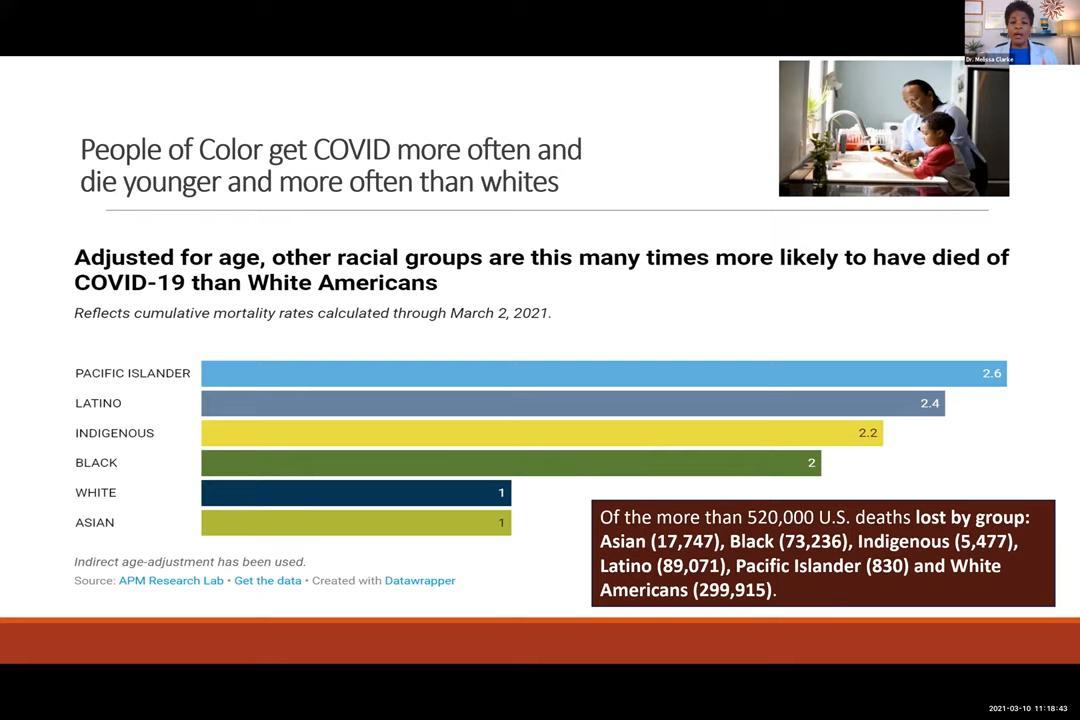 Dr. Melissa Clarke
People of Color get COVID more often and
die younger and more often than whites
Adjusted for age, other racial groups are this many times more likely to have died of
COVID-19 than White Americans
Reflects cumulative mortality rates calculated through March 2, 2021.
PACIFIC ISLANDER 2.6
LATINO 2.4
INDIGENOUS 2.2
BLACK 2
WHITE 1
ASIAN 1
Of the more than 520,000 U.S. deaths lost by group:
Asian (17,747), Black (73,236), Indigenous (5,477),
Latino (89,071), Pacific Islander (830) and White
Americans (299,915).
Indirect age-adjustment has been used.
Source: APM Research Lab • Get the data • Created with Datawrapper
2021-03-10 11:18:43